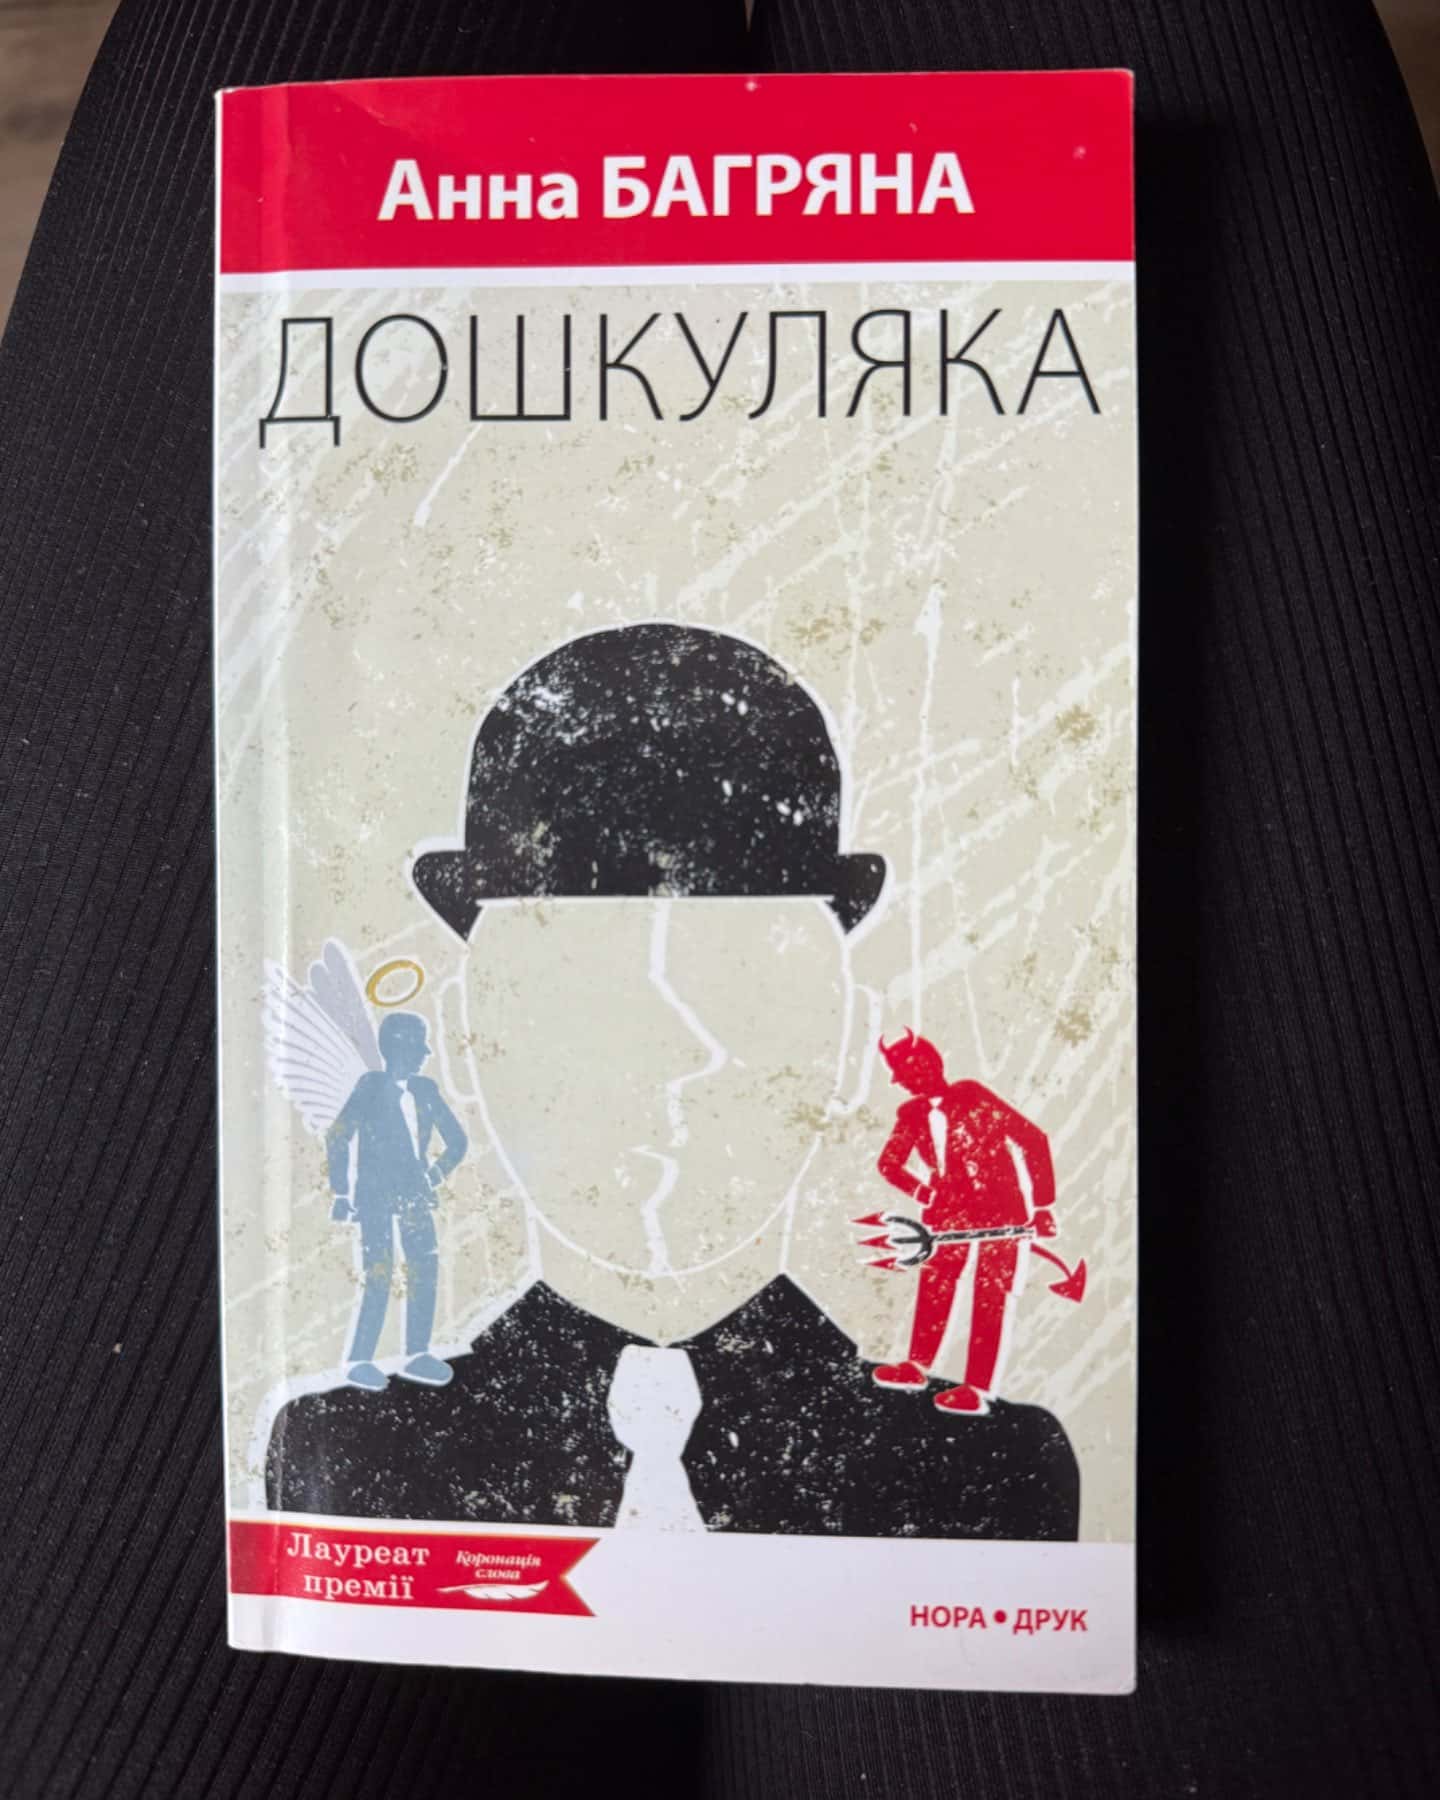 Анна БАГРЯНА
ДОШКУЛЯКА
Лауреат
премії
Коронація
слова
НОРА • ДРУК